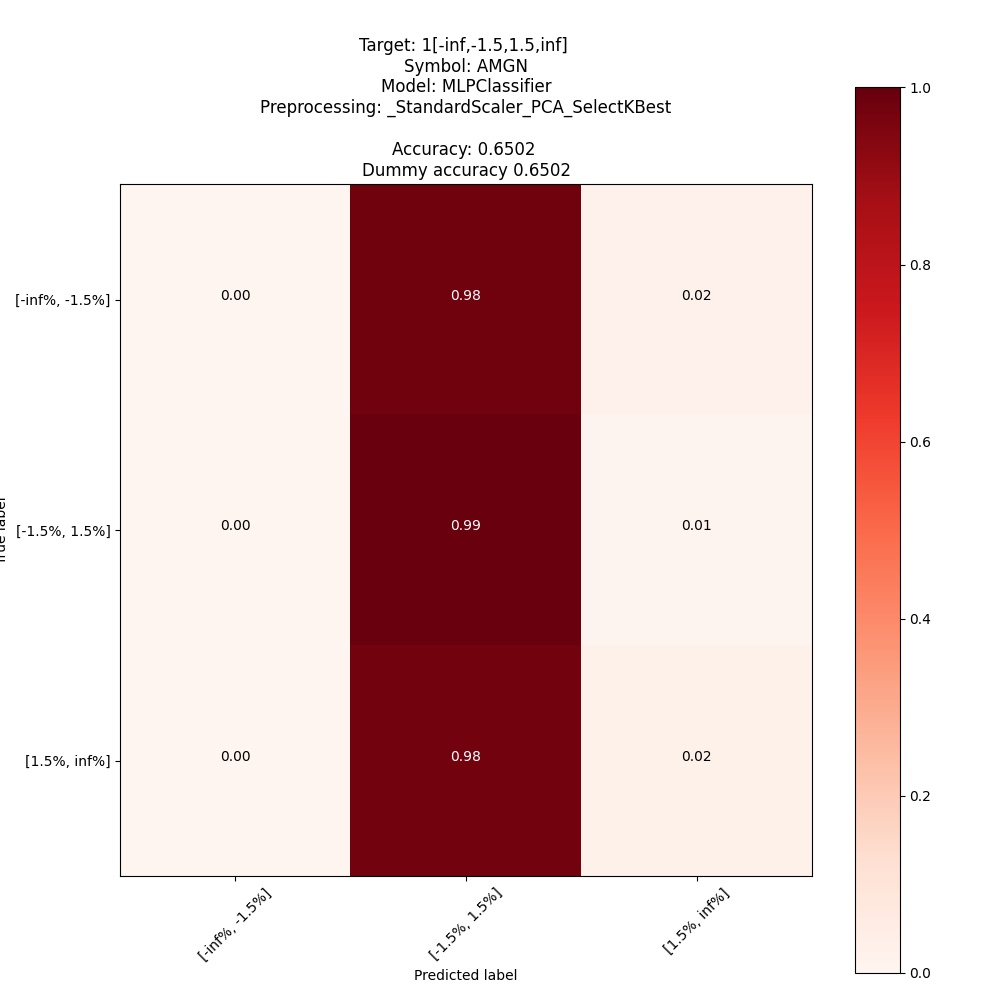 Target: 1[-inf,-1.5,1.5,inf]
Symbol: AMGN
Model: MLPClassifier
Preprocessing: _StandardScaler_PCA_SelectKBest
Accuracy: 0.6502
Dummy accuracy 0.6502
[-inf%, -1.5%]
0.00
0.98
0.02
[-1.5%, 1.5%]
0.00
0.99
0.01
[1.5%, inf%]
0.00
0.98
0.02
[-inf%, -1.5%]
[-1.5%, 1.5%]
[1.5%, inf%]
Predicted label
1.0
0.8
0.6
0.4
0.2
0.0